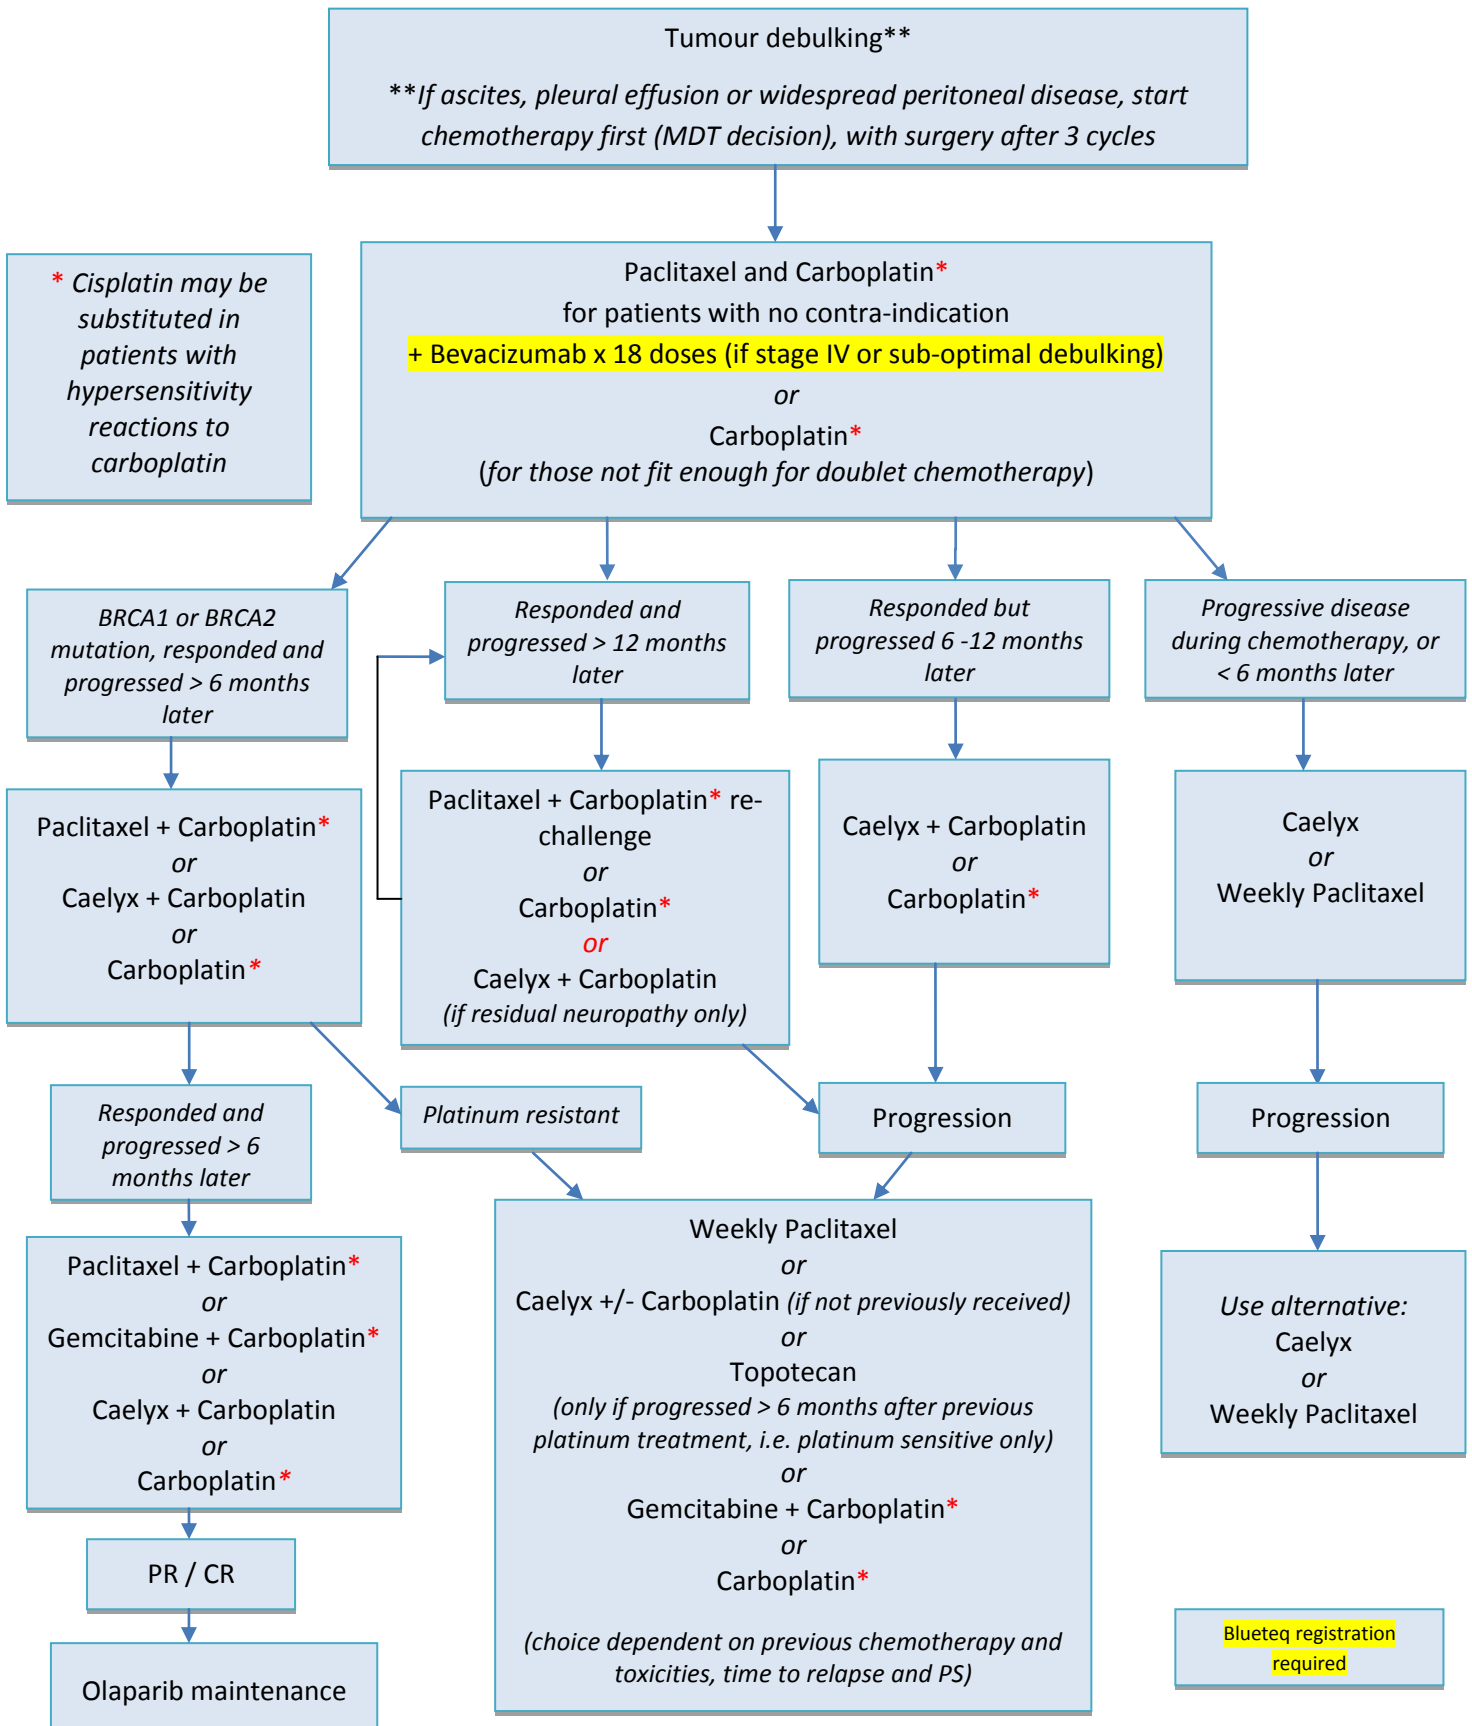 Tumour debulking**
**If ascites, pleural effusion or widespread peritoneal disease, start
chemotherapy first (MDT decision), with surgery after 3 cycles
* Cisplatin may be
substituted in
patients with
hypersensitivity
reactions to
carboplatin
Paclitaxel and Carboplatin*
for patients with no contra-indication
+ Bevacizumab x 18 doses (if stage IV or sub-optimal debulking)
or
Carboplatin*
(for those not fit enough for doublet chemotherapy)
BRCA1 or BRCA2
mutation, responded and
progressed > 6 months
later
Responded and
progressed > 12 months
later
Responded but
progressed 6 -12 months
later
Progressive disease
during chemotherapy, or
< 6 months later
Paclitaxel + Carboplatin*
or
Caelyx + Carboplatin
or
Carboplatin*
Paclitaxel + Carboplatin* re-
challenge
or
Carboplatin*
or
Caelyx + Carboplatin
(if residual neuropathy only)
Caelyx + Carboplatin
or
Carboplatin*
Caelyx
or
Weekly Paclitaxel
Responded and
progressed > 6
months later
Platinum resistant
Progression
Progression
Paclitaxel + Carboplatin*
or
Gemcitabine + Carboplatin*
or
Caelyx + Carboplatin
or
Carboplatin*
Weekly Paclitaxel
or
Caelyx +/- Carboplatin (if not previously received)
or
Topotecan
(only if progressed > 6 months after previous
platinum treatment, i.e. platinum sensitive only)
or
Gemcitabine + Carboplatin*
or
Carboplatin*
(choice dependent on previous chemotherapy and
toxicities, time to relapse and PS)
Use alternative:
Caelyx
or
Weekly Paclitaxel
PR / CR
Olaparib maintenance
Blueteq registration
required